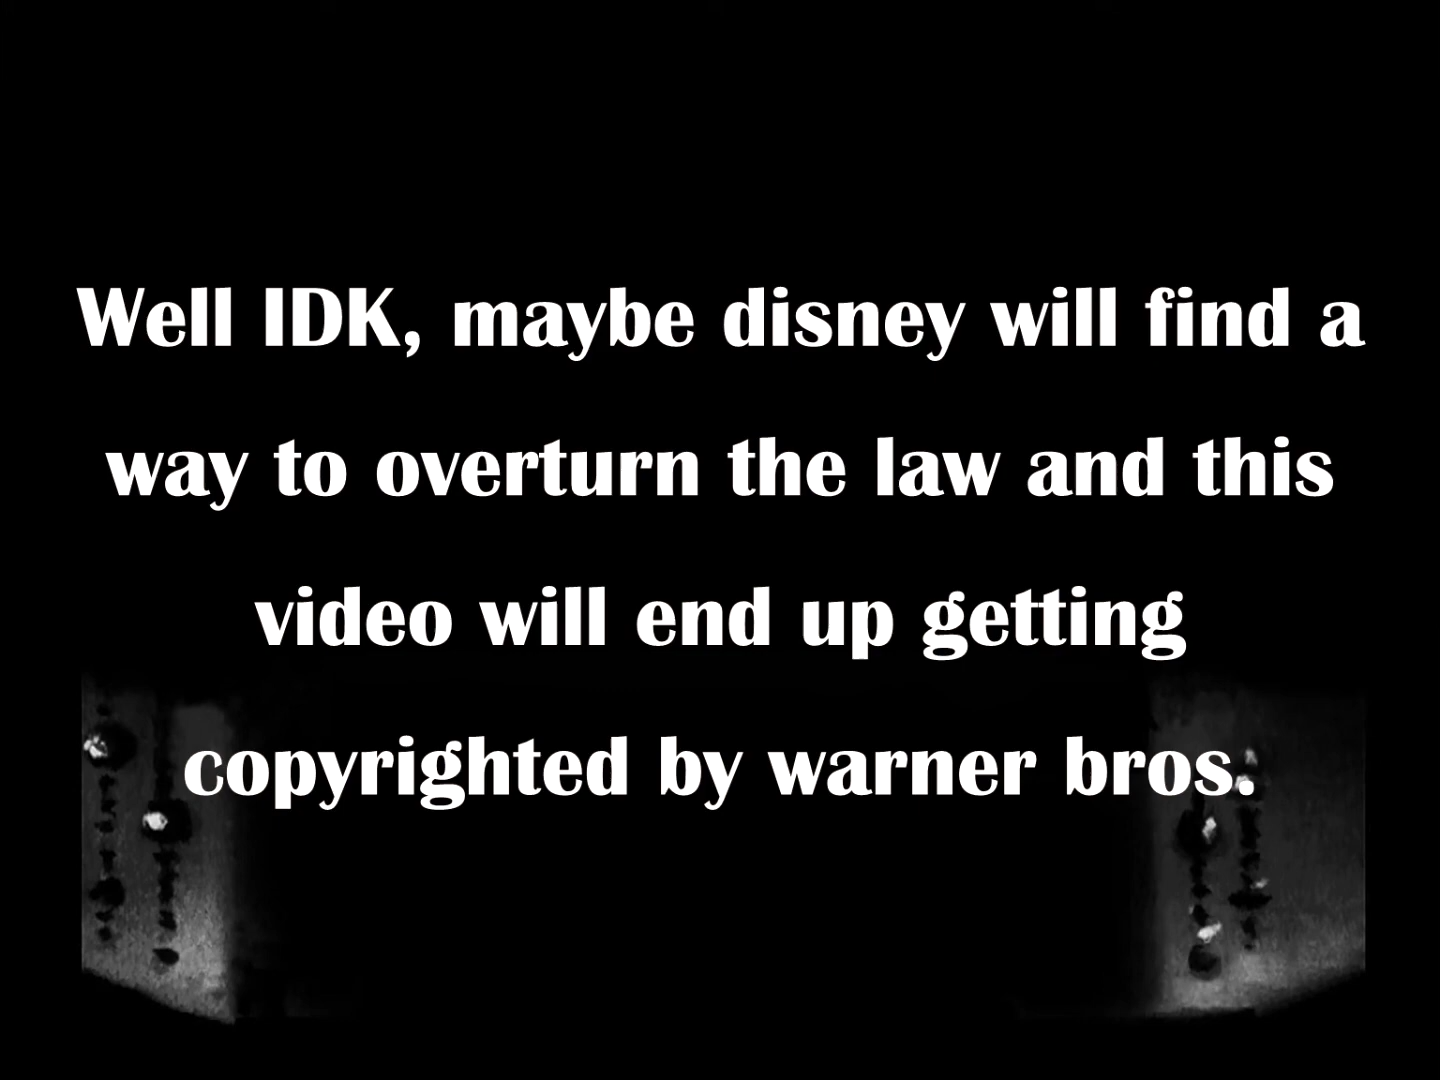 Well IDK, maybe disney will find a
way to overturn the law and this
video will end up getting
copyrighted by warner bros.